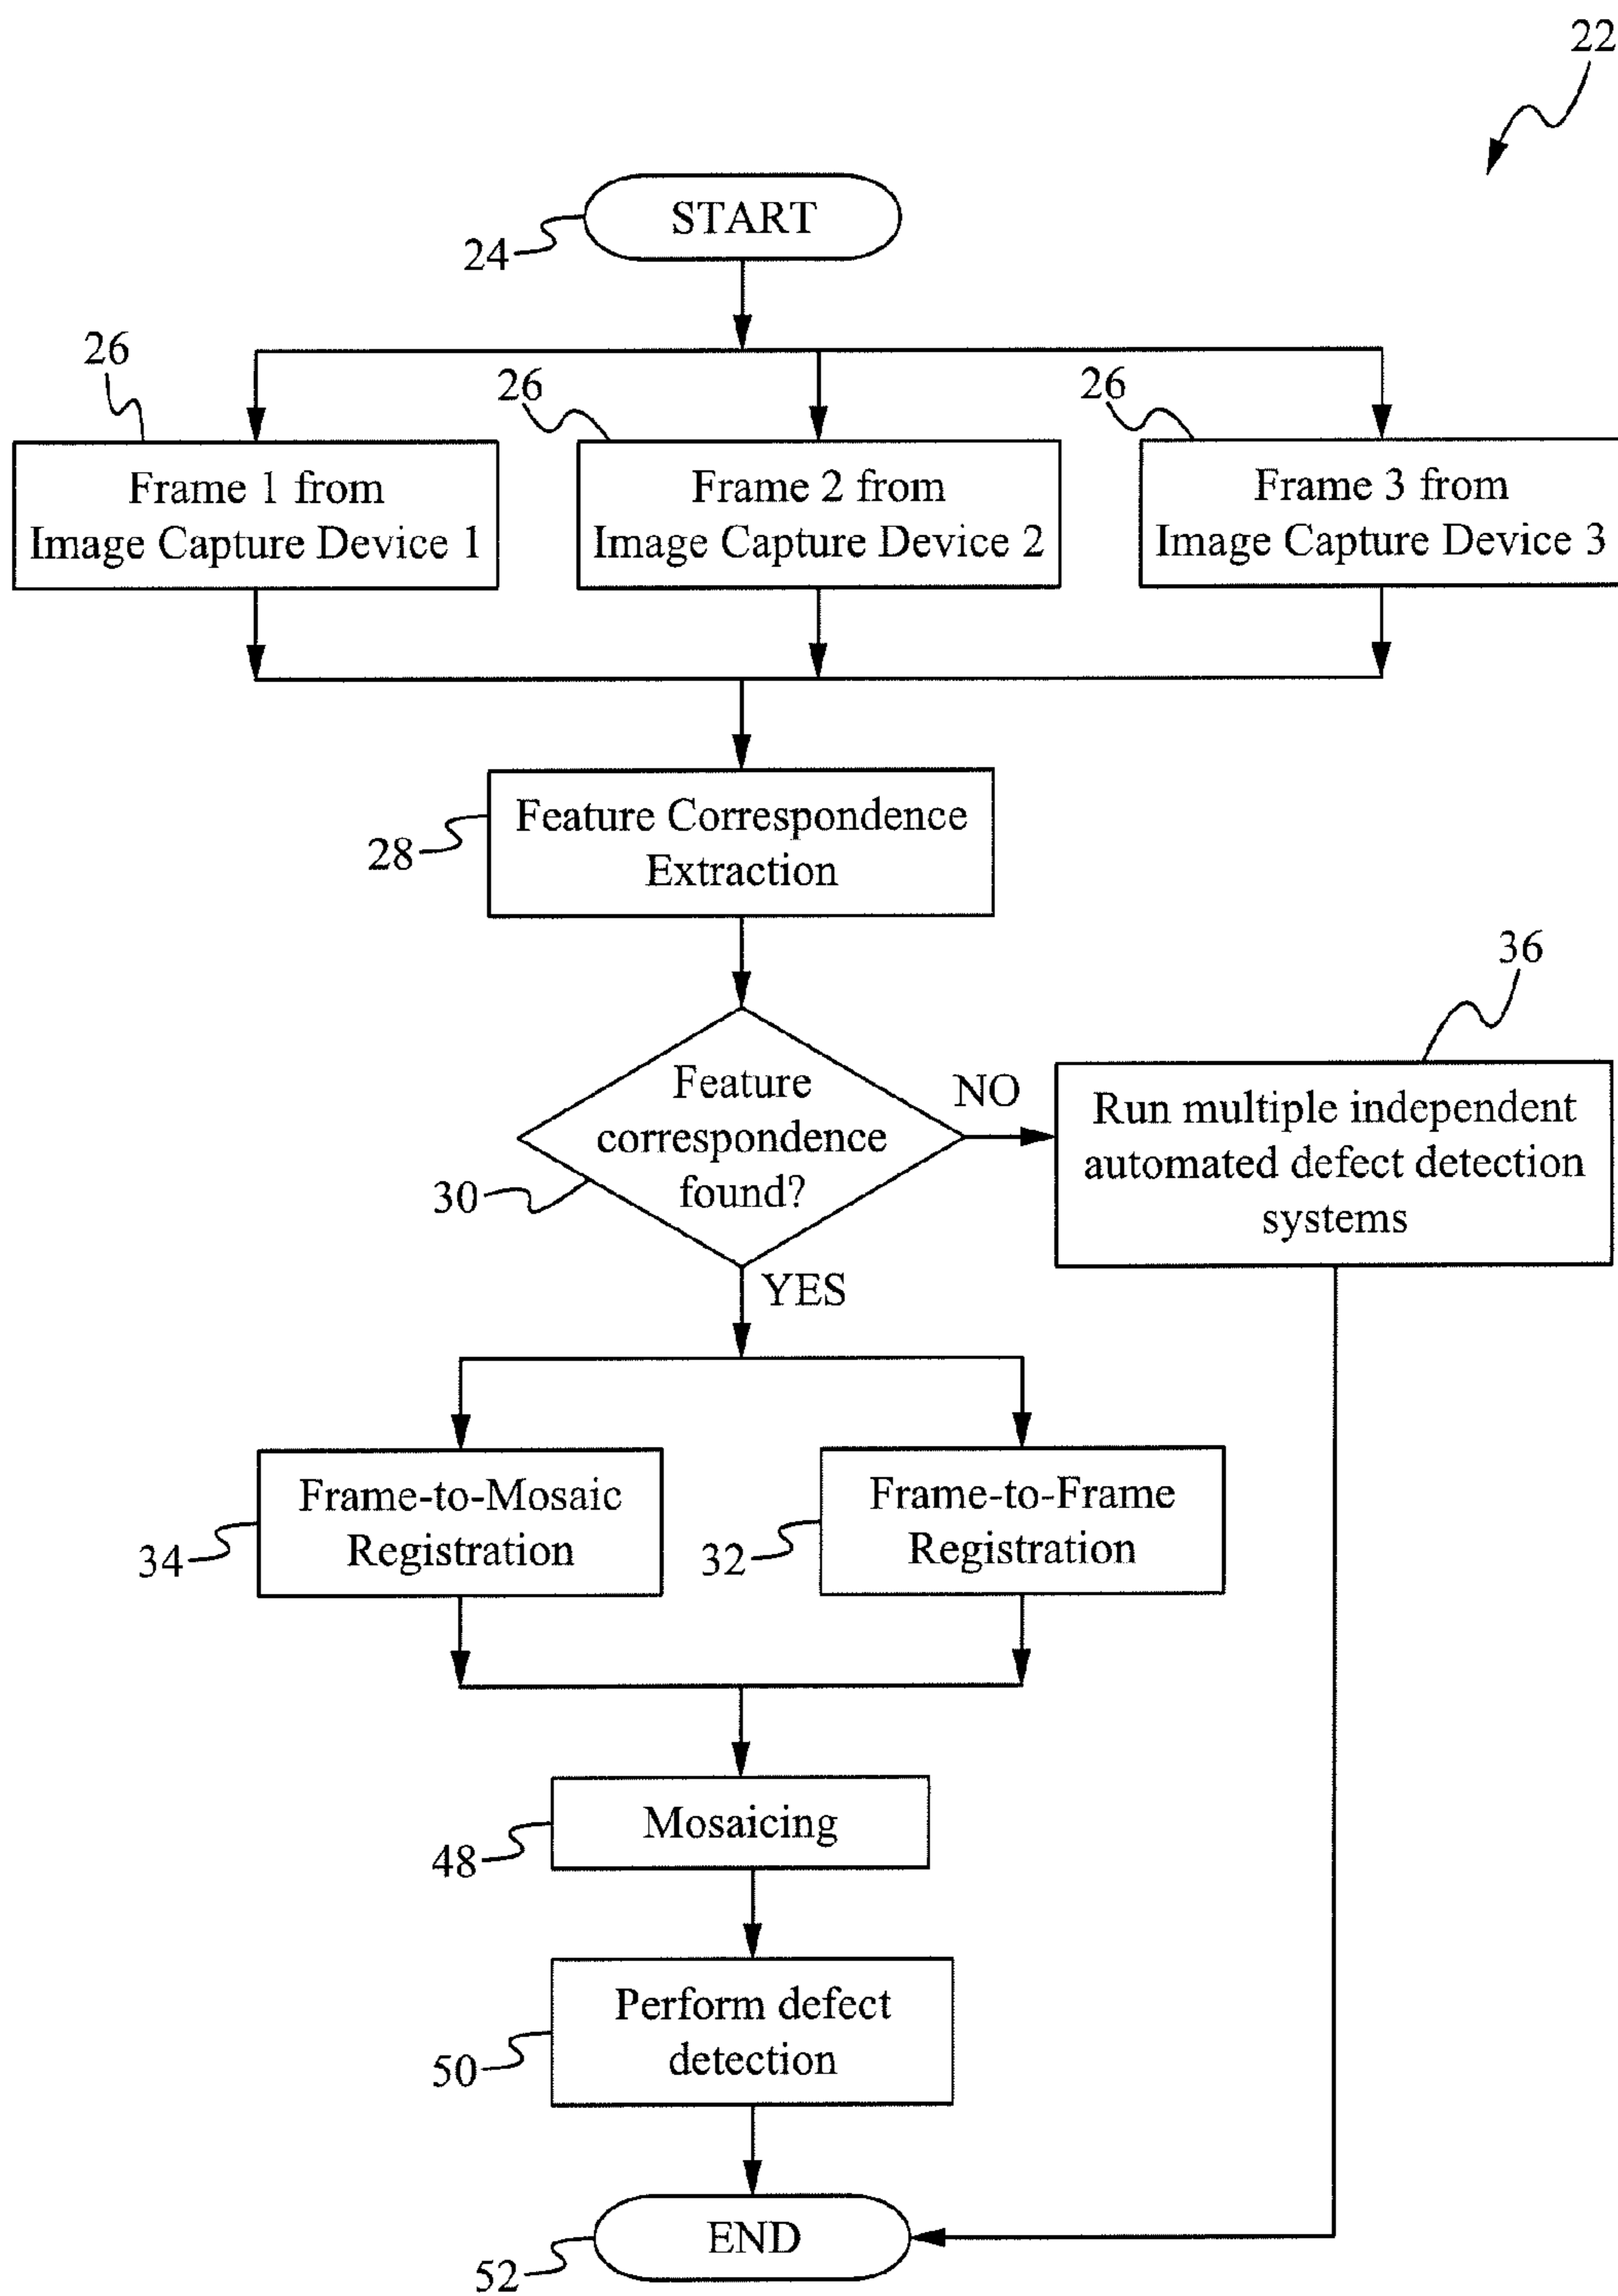 22
START
24
26
26
26
Frame 1 from
Image Capture Device 1
Frame 2 from
Image Capture Device 2
Frame 3 from
Image Capture Device 3
Feature Correspondence
Extraction
28
36
Feature
correspondence
found?
30
NO
Run multiple independent
automated defect detection
systems
YES
Frame-to-Mosaic
Registration
34
Frame-to-Frame
Registration
32
Mosaicing
48
Perform defect
detection
50
END
52